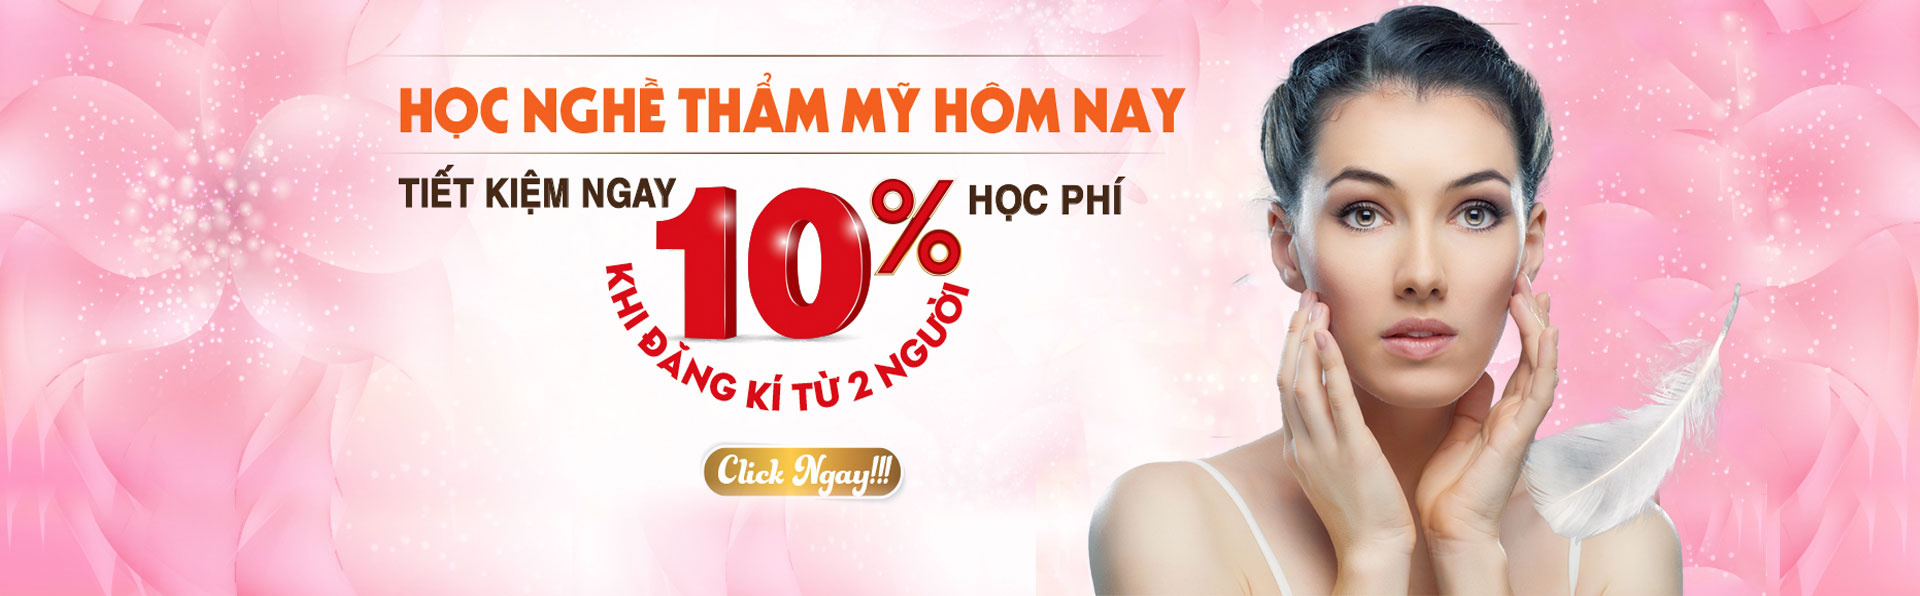 HỌC NGHỀ THẨM MỸ HÔM NAY
TIẾT KIỆM NGAY 10% HỌC PHÍ
KHI ĐĂNG KÍ TỪ 2 NGƯỜI
Click Ngay!!!